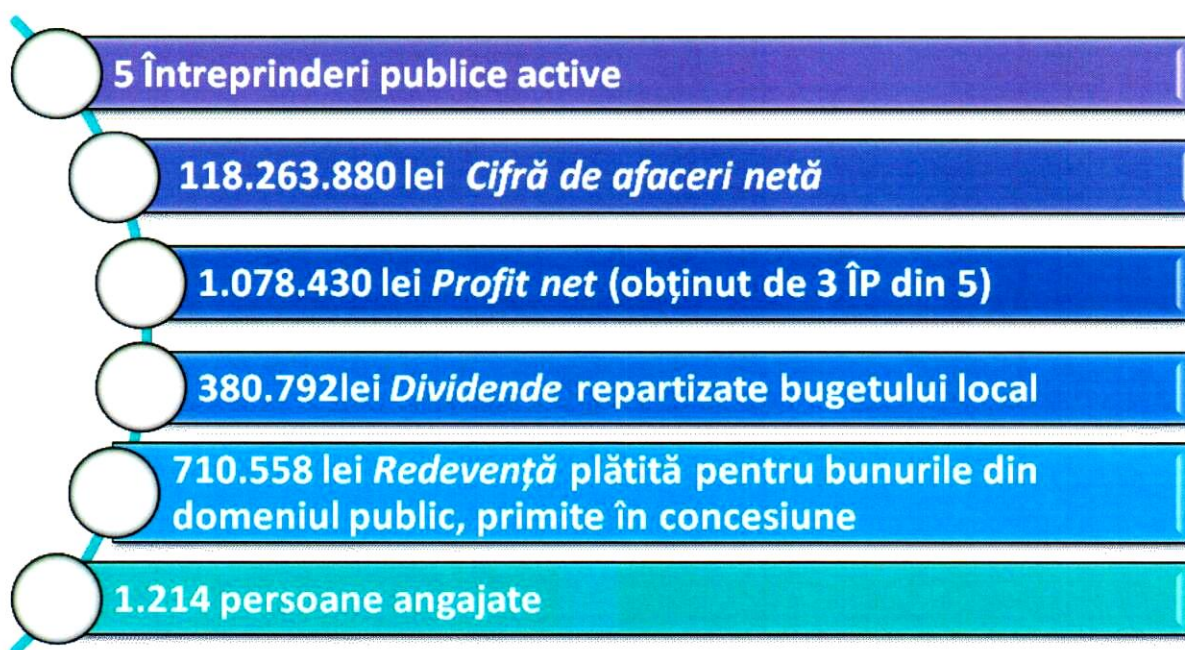 5 Întreprinderi publice active
118.263.880 lei Cifră de afaceri netă
1.078.430 lei Profit net (obținut de 3 ÎP din 5)
380.792lei Dividende repartizate bugetului local
710.558 lei Redevență plătită pentru bunurile din
domeniul public, primite în concesiune
1.214 persoane angajate